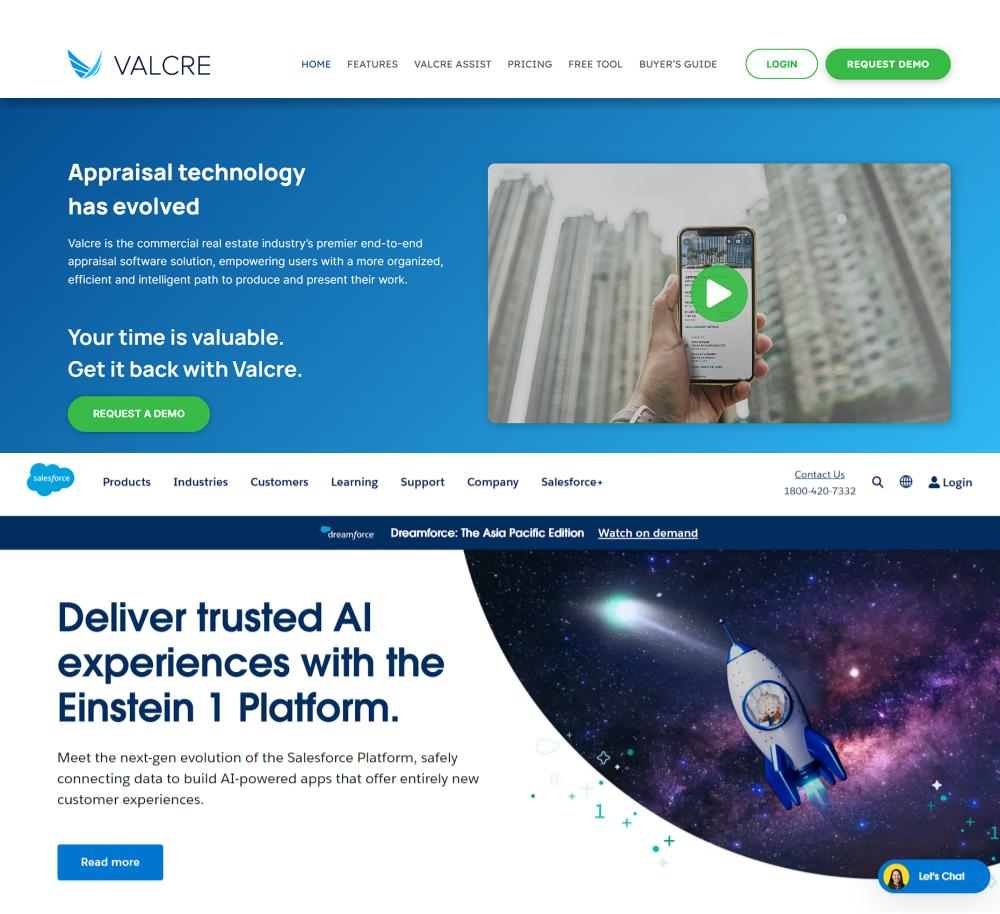 VALCRE
HOME FEATURES VALCRE ASSIST PRICING FREE TOOL BUYER'S GUIDE LOGIN REQUEST DEMO
Appraisal technology
has evolved
Valcre is the commercial real estate industry's premier end-to-end
appraisal software solution, empowering users with a more organized,
efficient and intelligent path to produce and present their work.
Your time is valuable.
Get it back with Valcre.
REQUEST A DEMO
salesforce
Products Industries Customers Learning Support Company Salesforce+
Contact Us
1800-420-7332
Login
dreamforce Dreamforce: The Asia Pacific Edition Watch on demand
Deliver trusted AI
experiences with the
Einstein 1 Platform.
Meet the next-gen evolution of the Salesforce Platform, safely
connecting data to build AI-powered apps that offer entirely new
customer experiences.
0
1
1
Read more
Let's Chat